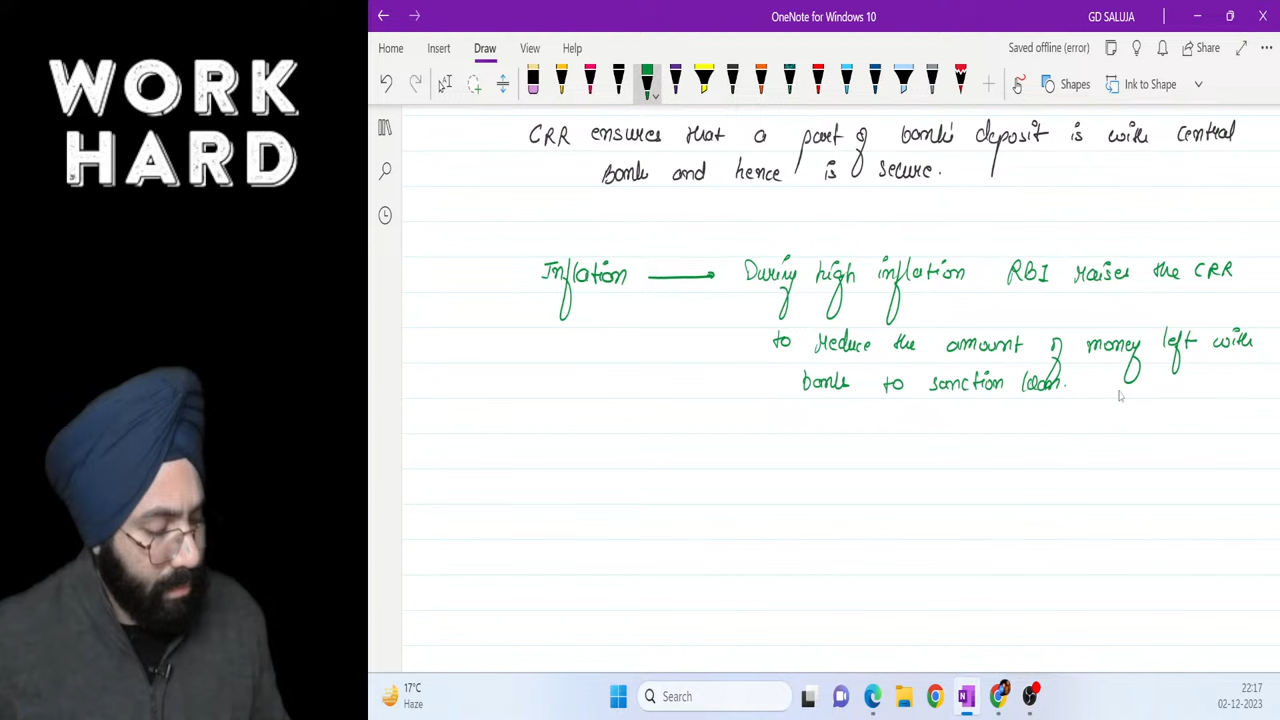 WORK
HARD
OneNote for Windows 10
GD SALUJA
Home Insert Draw View Help
Saved offline (error)
Share
Shapes
Ink to Shape
CRR ensures that a part of bank's deposit is with central
Bank and hence is secure.
Inflation During high inflation RBI raises the CRR
to reduce the amount of money left with
bank to sanction loan.
17°C
Haze
Search
22:17
02-12-2023